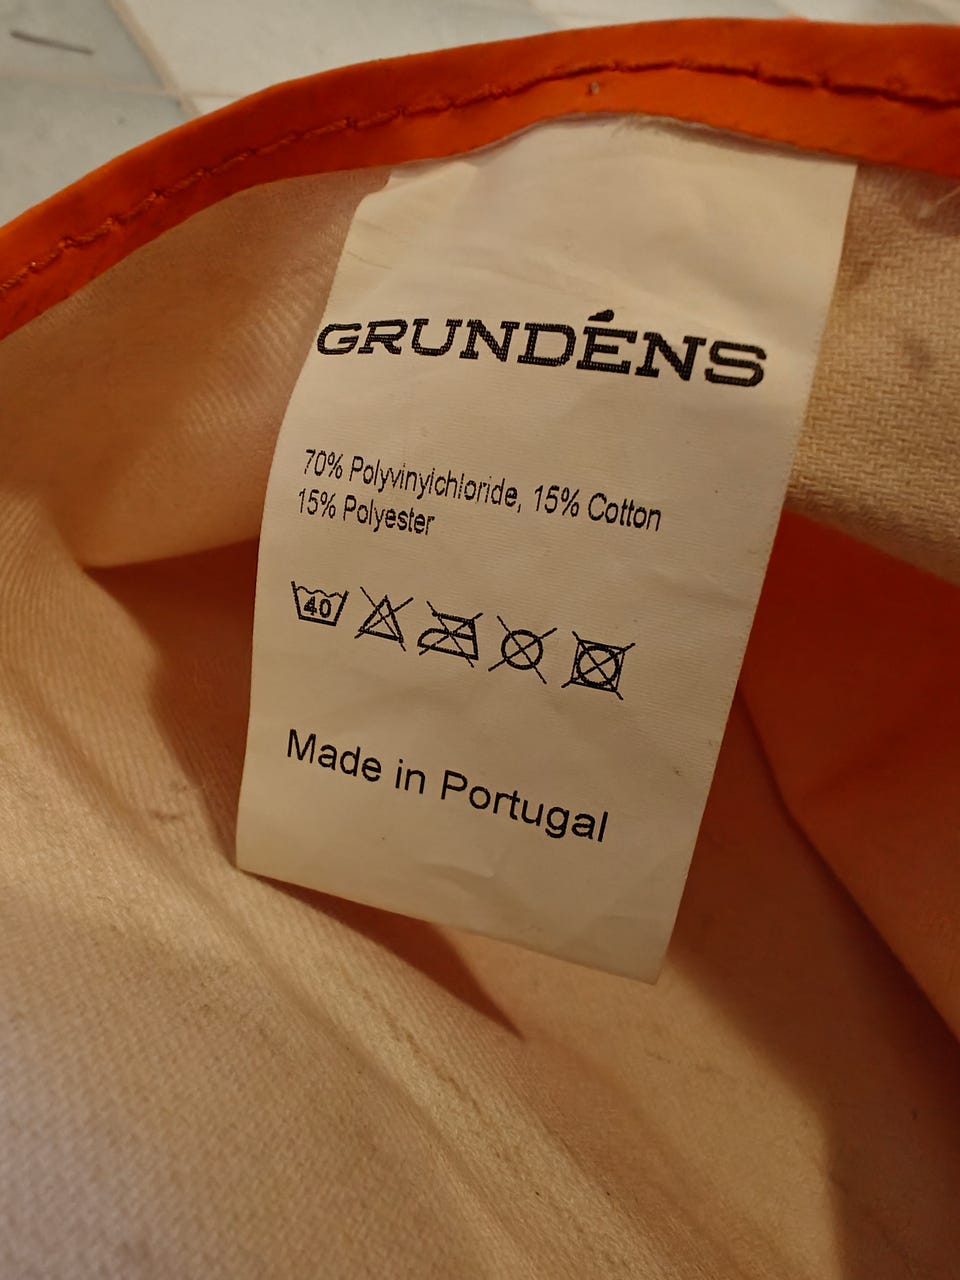 GRUNDÉNS
70% Polyvinylchloride, 15% Cotton
15% Polyester
40
Made in Portugal